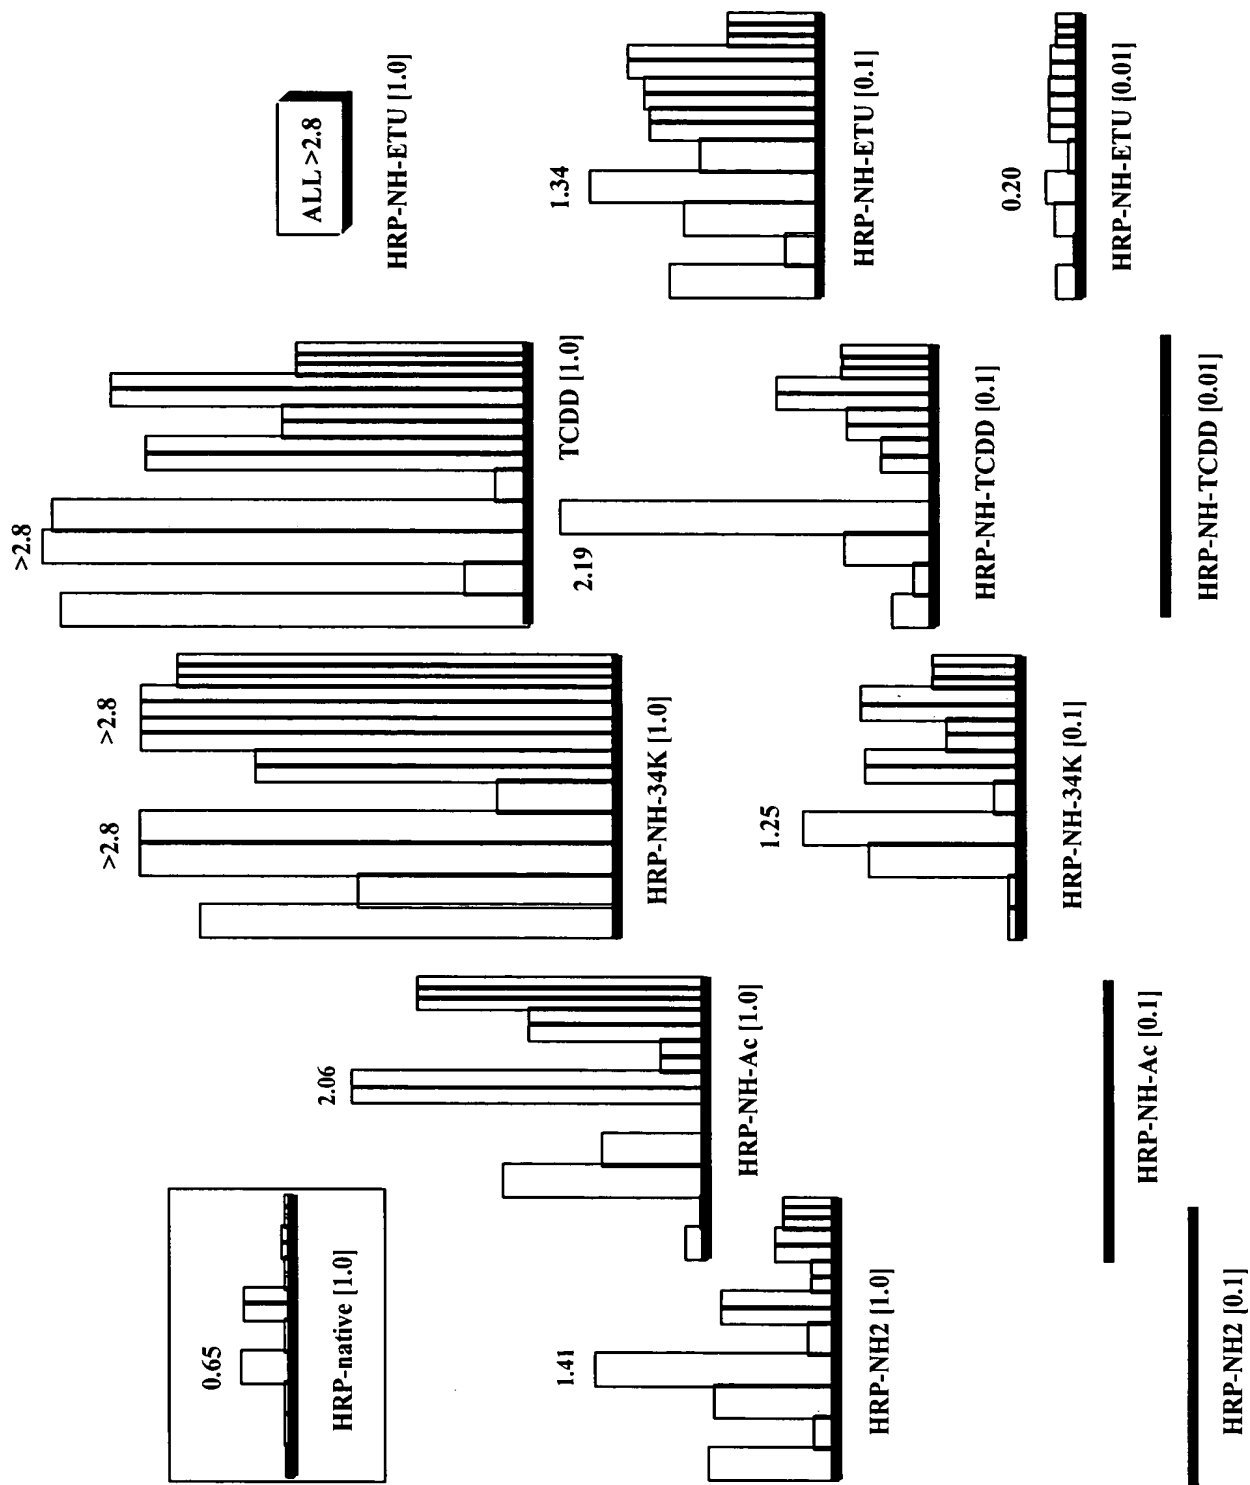 0.65
HRP-native [1.0]
1.41
HRP-NH2 [1.0]
HRP-NH2 [0.1]
2.06
HRP-NH-Ac [1.0]
HRP-NH-Ac [0.1]
>2.8
>2.8
HRP-NH-34K [1.0]
1.25
HRP-NH-34K [0.1]
>2.8
TCDD [1.0]
2.19
HRP-NH-TCDD [0.1]
HRP-NH-TCDD [0.01]
ALL >2.8
HRP-NH-ETU [1.0]
1.34
HRP-NH-ETU [0.1]
0.20
HRP-NH-ETU [0.01]